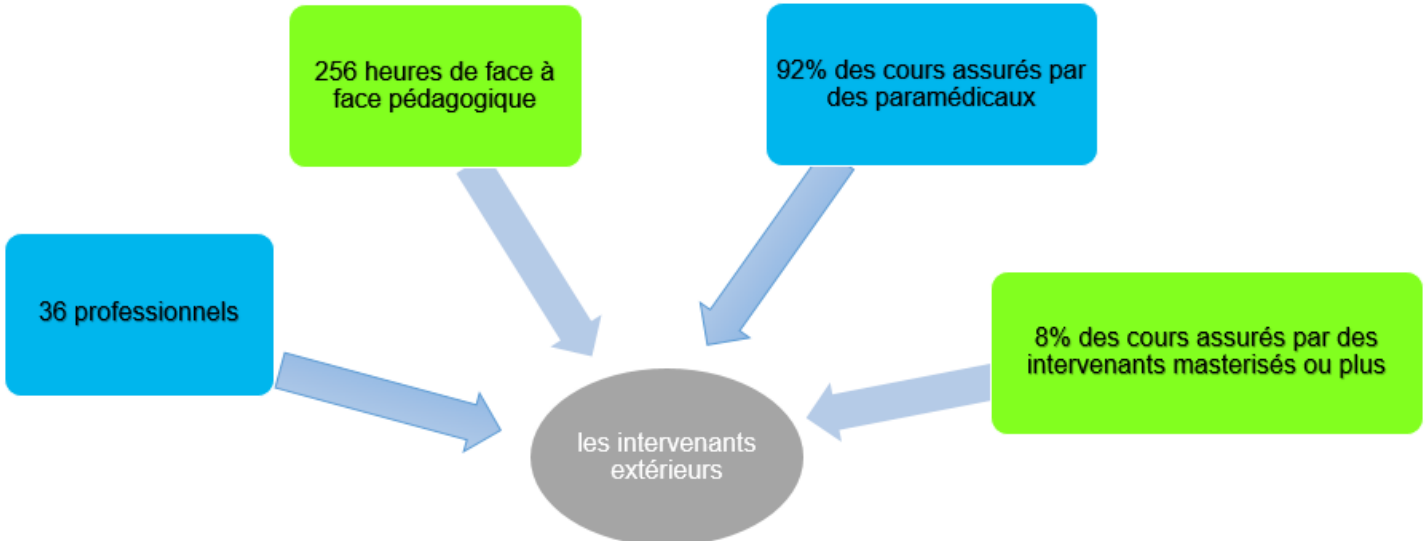 256 heures de face à
face pédagogique
92% des cours assurés par
des paramédicaux
36 professionnels
8% des cours assurés par des
intervenants masterisés ou plus
les intervenants
extérieurs